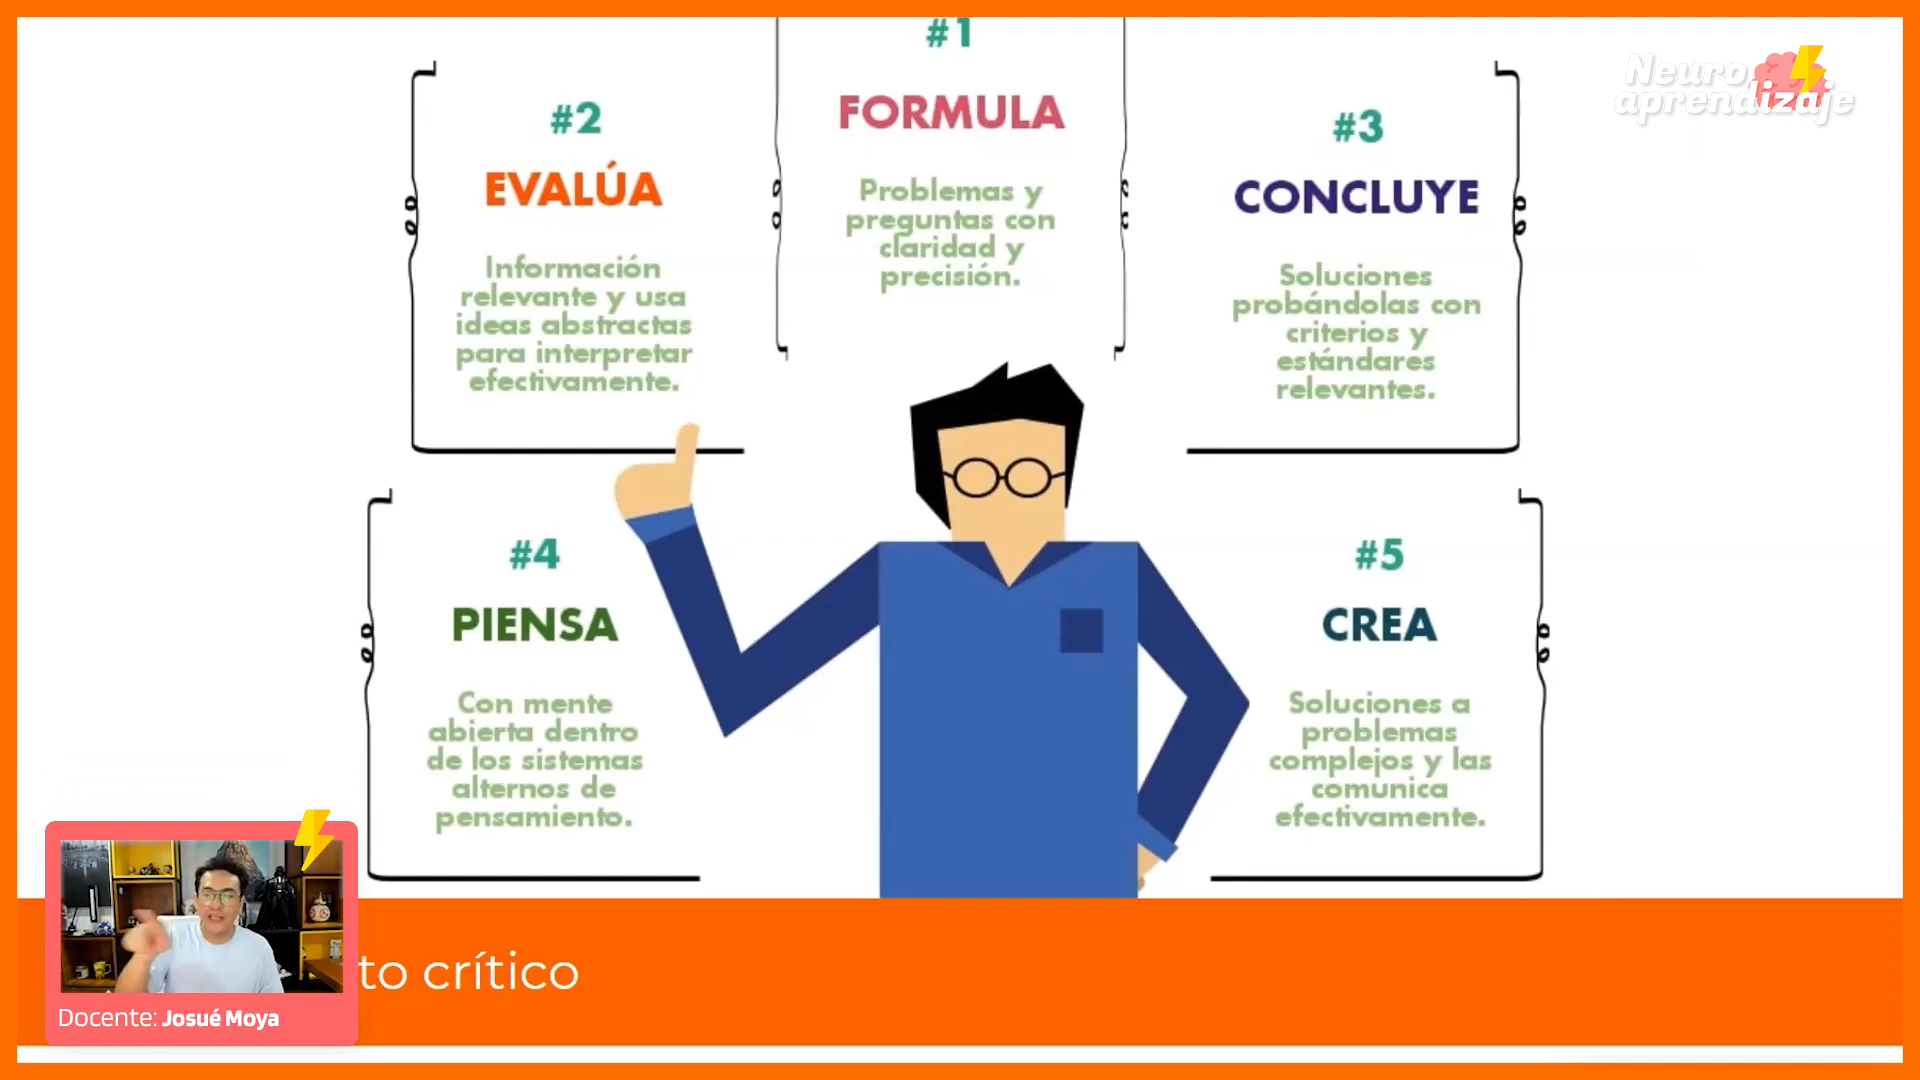 #1
FORMULA
Problemas y
preguntas con
claridad y
precisión.
#2
EVALÚA
Información
relevante y usa
ideas abstractas
para interpretar
efectivamente.
#3
CONCLUYE
Soluciones
probándolas con
criterios y
estándares
relevantes.
#4
PIENSA
Con mente
abierta dentro
de los sistemas
alternos de
pensamiento.
#5
CREA
Soluciones a
problemas
complejos y las
comunica
efectivamente.
Neuro
aprendizaje
to crítico
Docente: Josué Moya